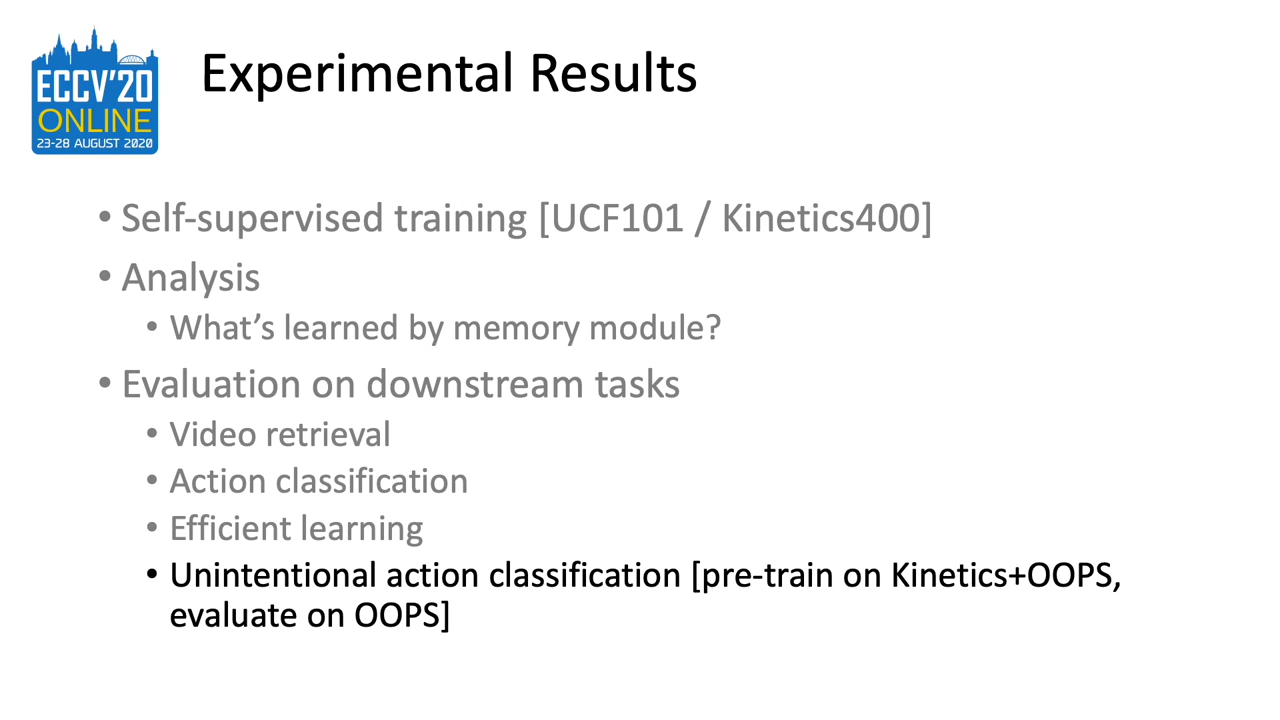 ECCV'20
ONLINE
23-28 AUGUST 2020
Experimental Results
• Self-supervised training [UCF101 / Kinetics400]
• Analysis
• What's learned by memory module?
• Evaluation on downstream tasks
• Video retrieval
• Action classification
• Efficient learning
• Unintentional action classification [pre-train on Kinetics+OOPS,
evaluate on OOPS]